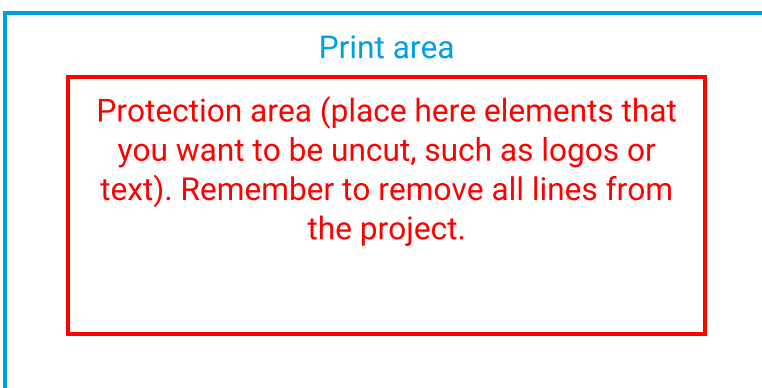 Print area
Protection area (place here elements that
you want to be uncut, such as logos or
text). Remember to remove all lines from
the project.